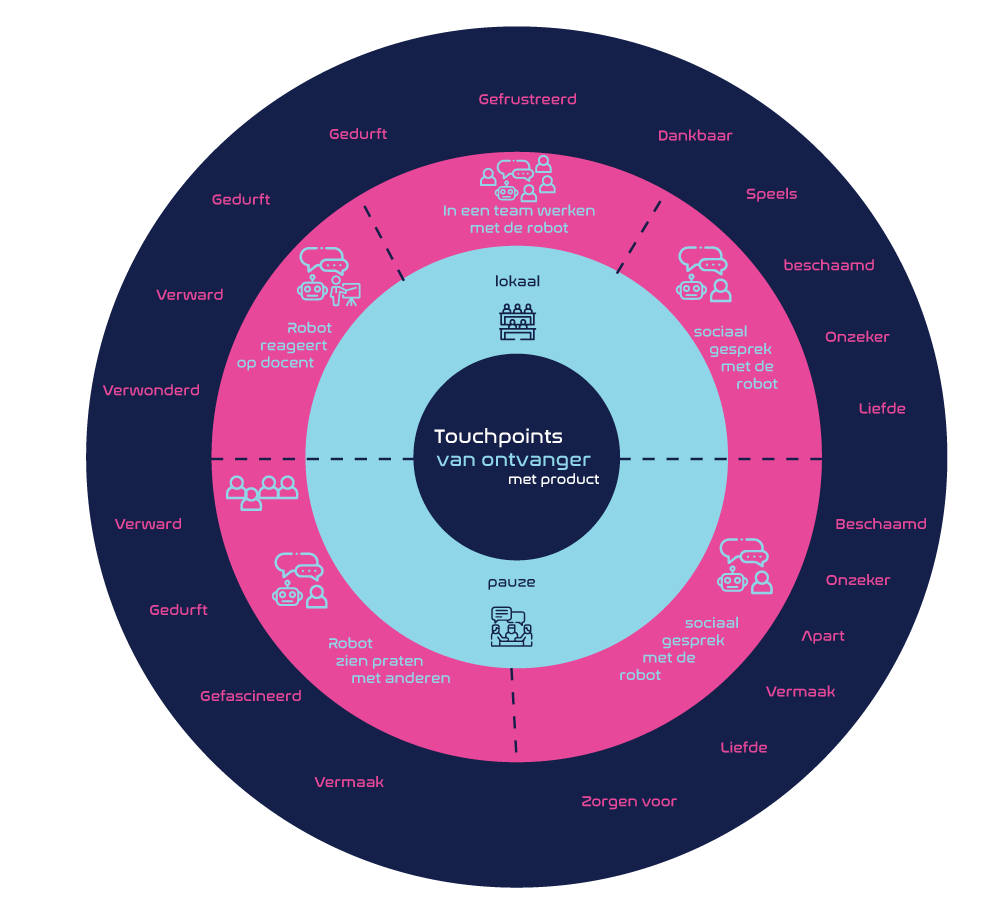 Touchpoints
van ontvanger
met product
lokaal
pauze
In een team werken
met de robot
sociaal
gesprek
met de
robot
sociaal
gesprek
met de
robot
Robot
zien praten
met anderen
Robot
reageert
op docent
Gefrustreerd
Dankbaar
Speels
beschaamd
Onzeker
Liefde
Beschaamd
Onzeker
Apart
Vermaak
Liefde
Zorgen voor
Vermaak
Gefascineerd
Gedurft
Verward
Verwonderd
Verward
Gedurft
Gedurft